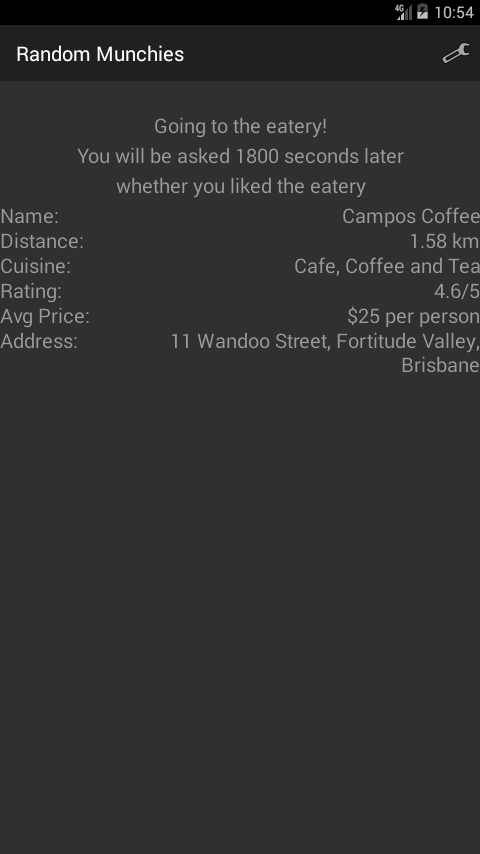 4G 10:54
Random Munchies
Going to the eatery!
You will be asked 1800 seconds later
whether you liked the eatery
Name: Campos Coffee
Distance: 1.58 km
Cuisine: Cafe, Coffee and Tea
Rating: 4.6/5
Avg Price: $25 per person
Address: 11 Wandoo Street, Fortitude Valley,
Brisbane